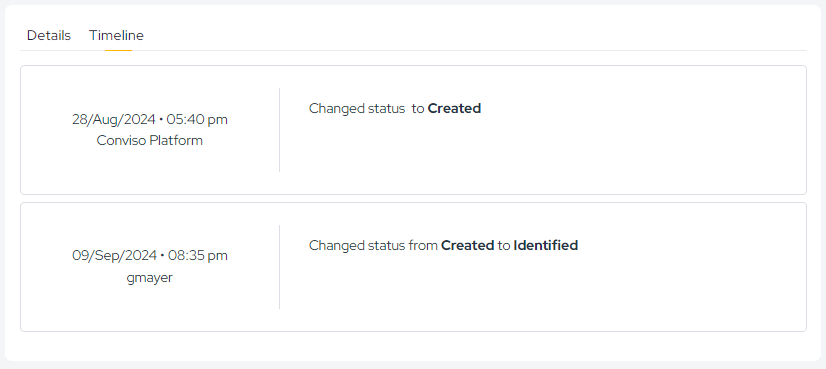 Details Timeline
28/Aug/2024 • 05:40 pm
Conviso Platform
Changed status to Created
09/Sep/2024 • 08:35 pm
gmayer
Changed status from Created to Identified